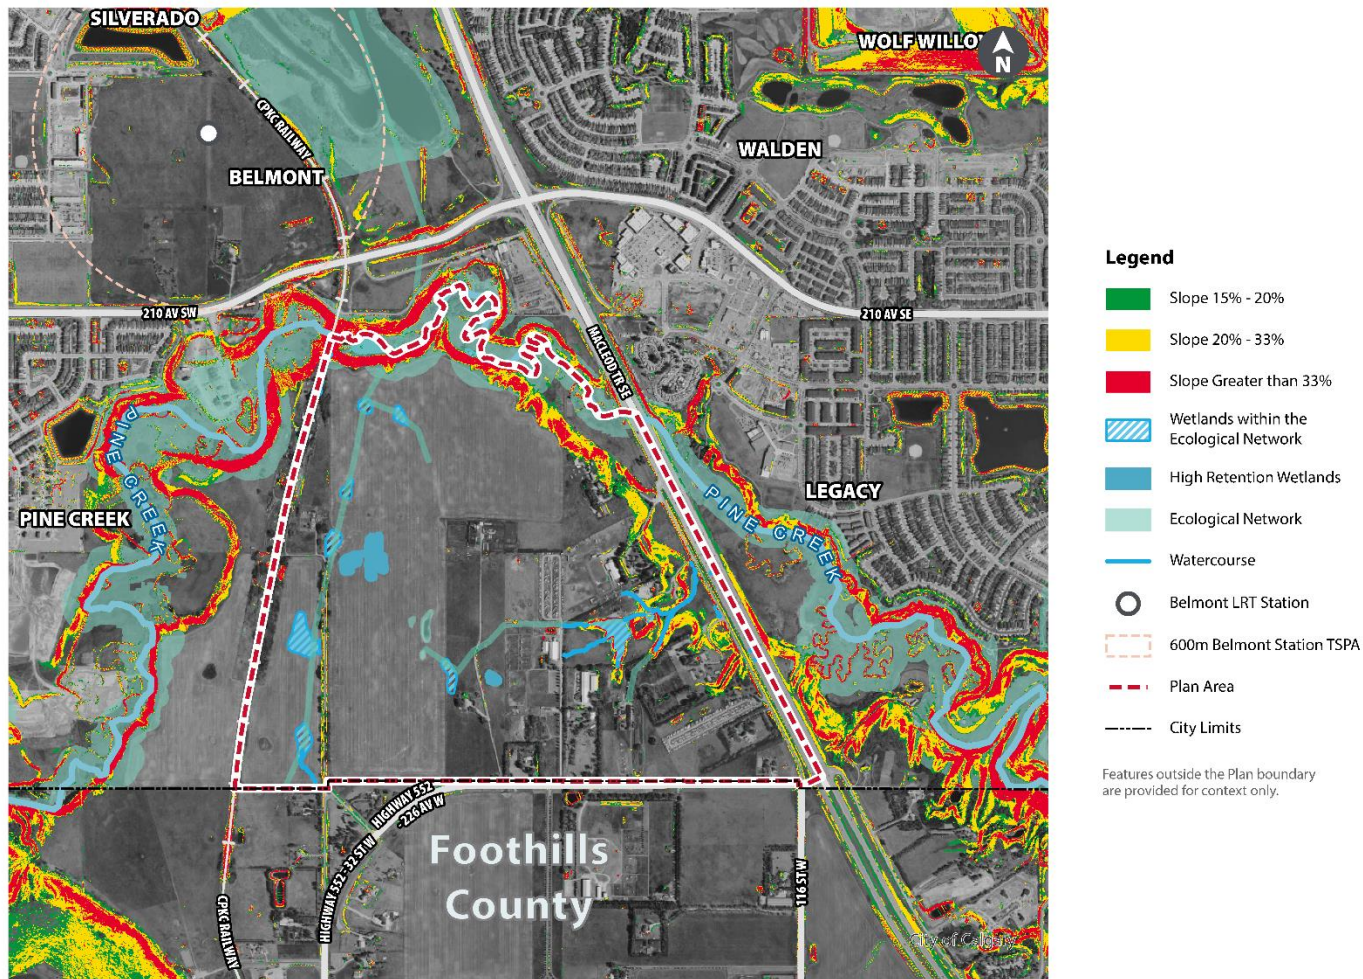 SILVERADO
WOLF WILLO
N
CPKC RAILWAY
WALDEN
BELMONT
210 AV SW
MACLEOD TR SE
210 AV SE
PINE CREEK
PINE CREEK
PINE CREEK
LEGACY
HIGHWAY 552
- 226 AV W
HIGHWAY 552 - 32 ST W
Foothills
County
116 ST W
CPKC RAILWAY
City of Calgary
Legend
Slope 15% - 20%
Slope 20% - 33%
Slope Greater than 33%
Wetlands within the
Ecological Network
High Retention Wetlands
Ecological Network
Watercourse
Belmont LRT Station
600m Belmont Station TSPA
Plan Area
City Limits
Features outside the Plan boundary
are provided for context only.